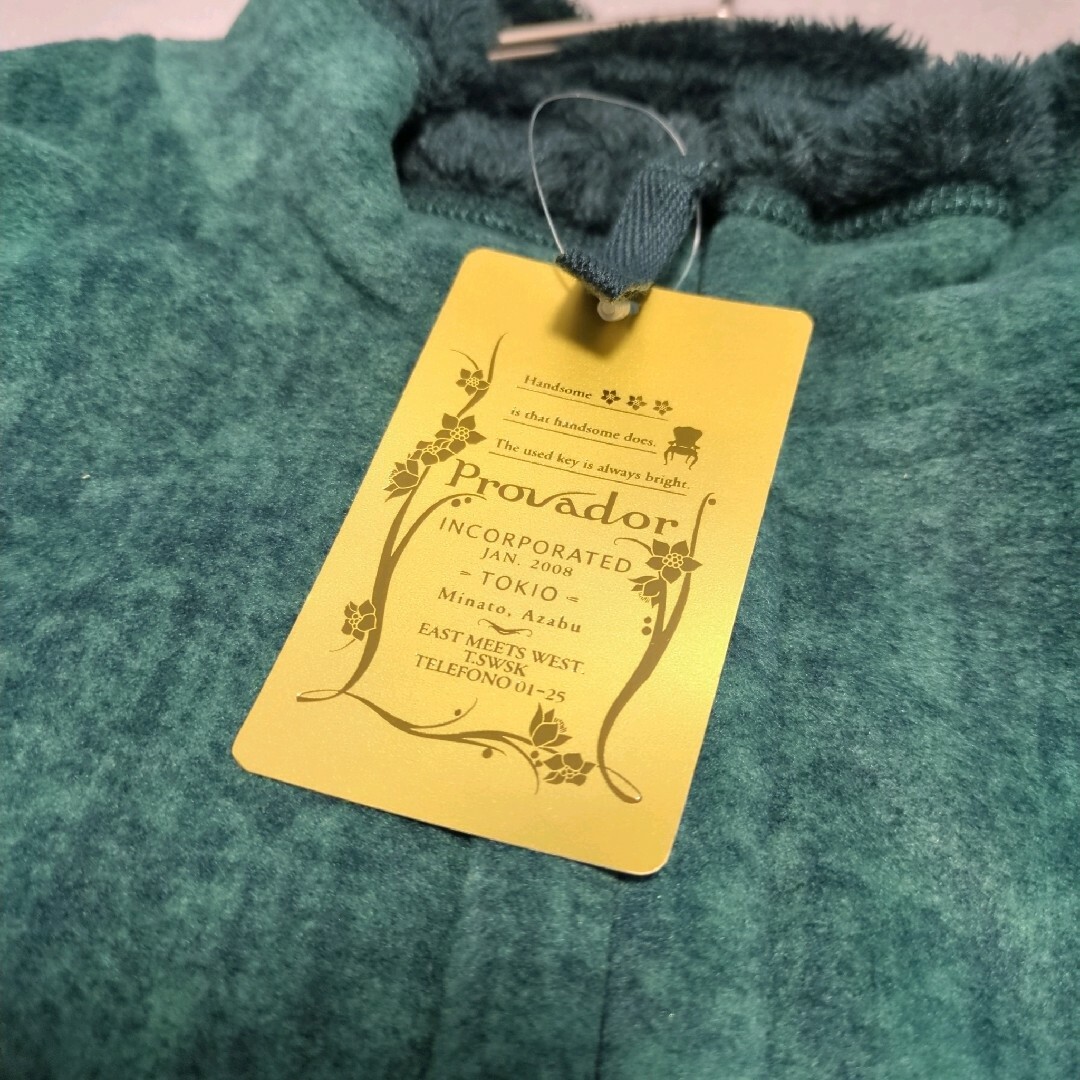 Handsome
is that handsome does.
The used key is always bright.
Provador
INCORPORATED
JAN. 2008
TOKIO
Minato, Azabu
EAST MEETS WEST.
T.SWSK
TELEFONO 01-25